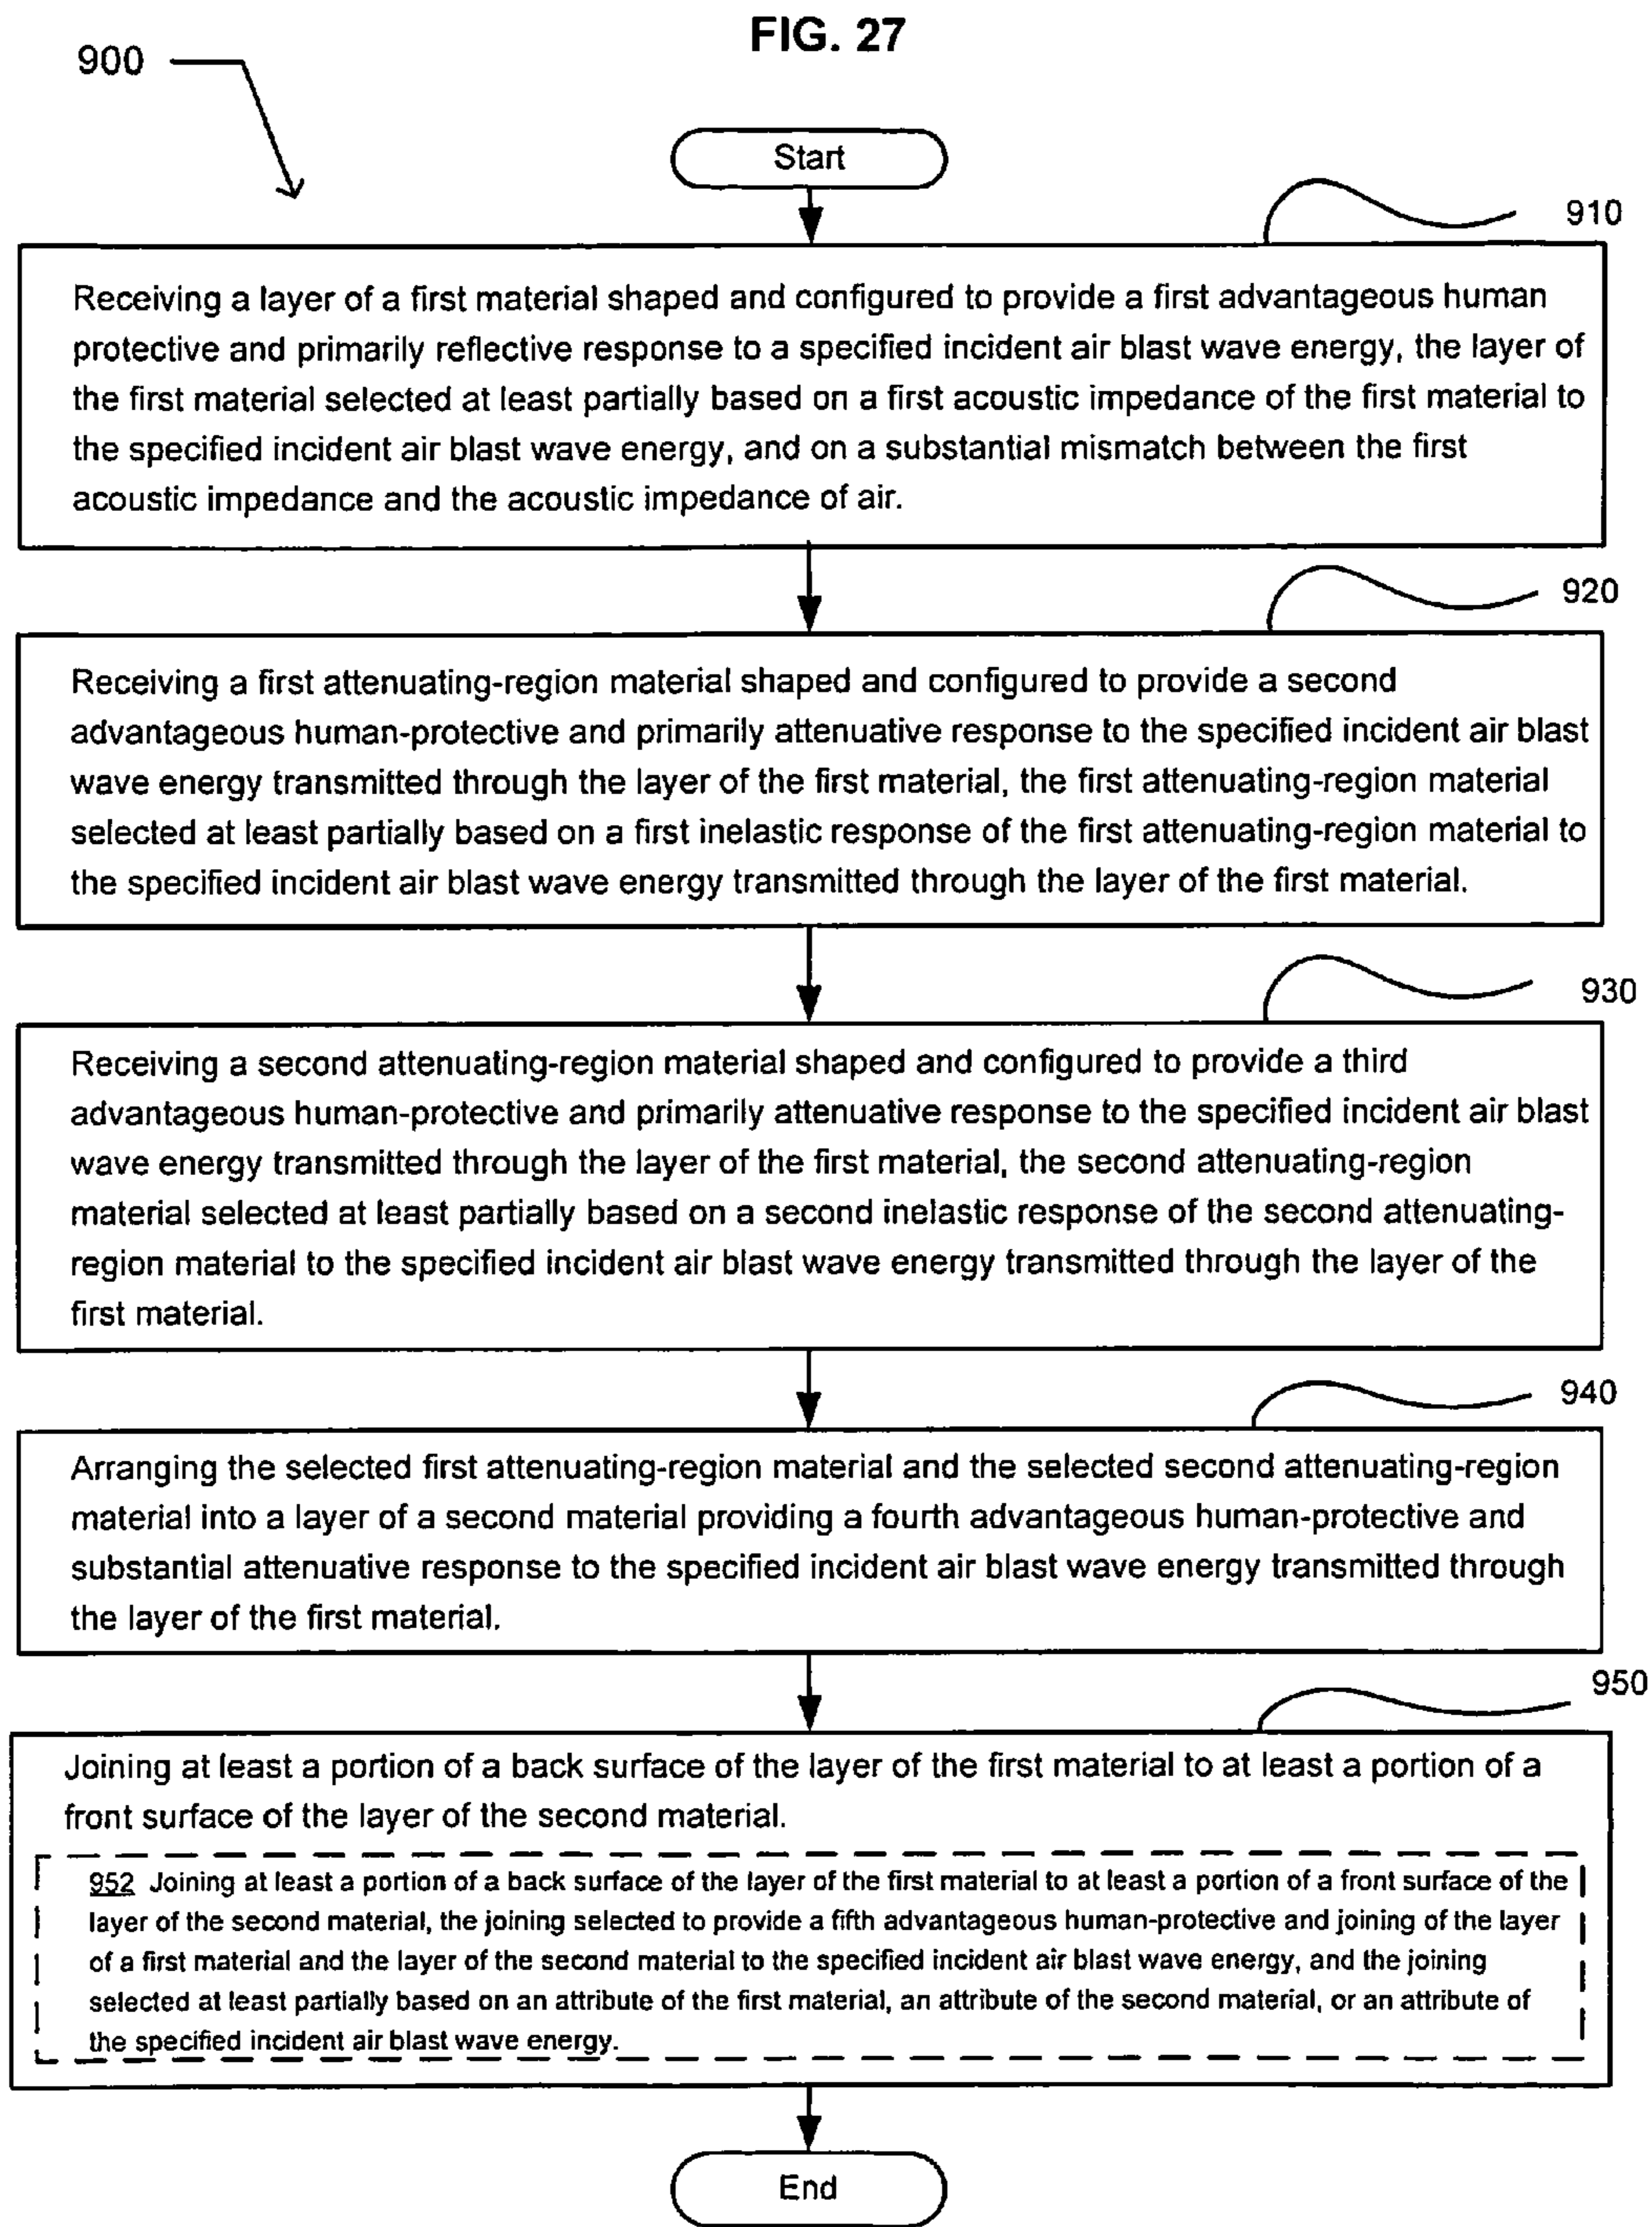 FIG. 27
900
Start
910
Receiving a layer of a first material shaped and configured to provide a first advantageous human
protective and primarily reflective response to a specified incident air blast wave energy, the layer of
the first material selected at least partially based on a first acoustic impedance of the first material to
the specified incident air blast wave energy, and on a substantial mismatch between the first
acoustic impedance and the acoustic impedance of air.
920
Receiving a first attenuating-region material shaped and configured to provide a second
advantageous human-protective and primarily attenuative response to the specified incident air blast
wave energy transmitted through the layer of the first material, the first attenuating-region material
selected at least partially based on a first inelastic response of the first attenuating-region material to
the specified incident air blast wave energy transmitted through the layer of the first material.
930
Receiving a second attenuating-region material shaped and configured to provide a third
advantageous human-protective and primarily attenuative response to the specified incident air blast
wave energy transmitted through the layer of the first material, the second attenuating-region
material selected at least partially based on a second inelastic response of the second attenuating-
region material to the specified incident air blast wave energy transmitted through the layer of the
first material.
940
Arranging the selected first attenuating-region material and the selected second attenuating-region
material into a layer of a second material providing a fourth advantageous human-protective and
substantial attenuative response to the specified incident air blast wave energy transmitted through
the layer of the first material.
950
Joining at least a portion of a back surface of the layer of the first material to at least a portion of a
front surface of the layer of the second material.
952 Joining at least a portion of a back surface of the layer of the first material to at least a portion of a front surface of the
layer of the second material, the joining selected to provide a fifth advantageous human-protective and joining of the layer
of a first material and the layer of the second material to the specified incident air blast wave energy, and the joining
selected at least partially based on an attribute of the first material, an attribute of the second material, or an attribute of
the specified incident air blast wave energy.
End